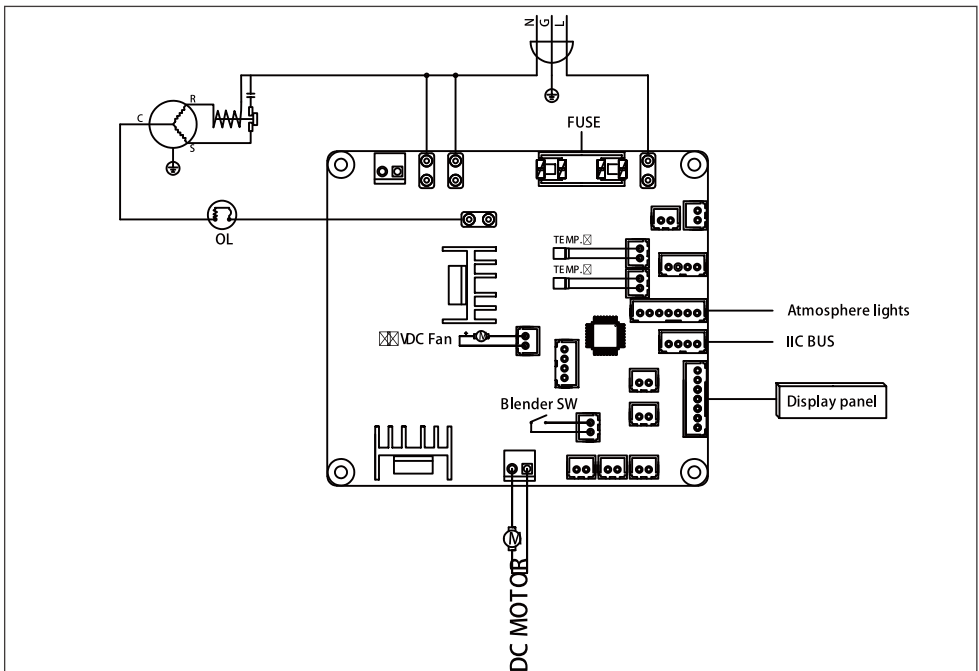 N G L
FUSE
R
C
S
OL
TEMP.
TEMP.
VDC Fan
M
Atmosphere lights
IIC BUS
Display panel
Blender SW
M
DC MOTOR